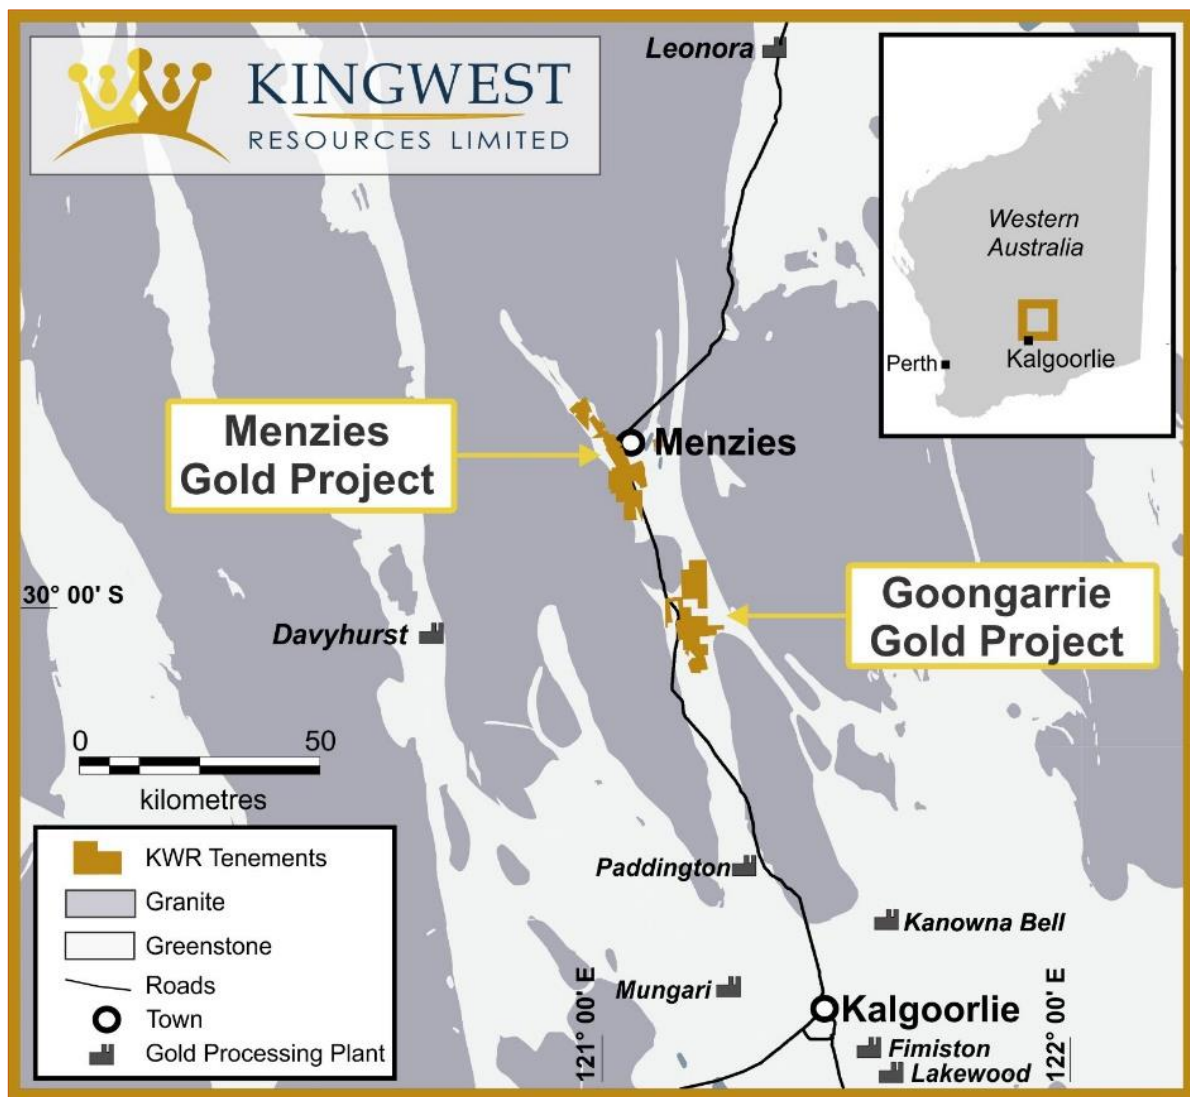 KINGWEST
RESOURCES LIMITED
Leonora
Western
Australia
Perth
Kalgoorlie
Menzies
Gold Project
Menzies
30° 00' S
Davyhurst
Goongarrie
Gold Project
0 50
kilometres
KWR Tenements
Granite
Greenstone
Roads
Town
Gold Processing Plant
Paddington
Kanowna Bell
Mungari
Kalgoorlie
Fimiston
Lakewood
121° 00' E
122° 00' E